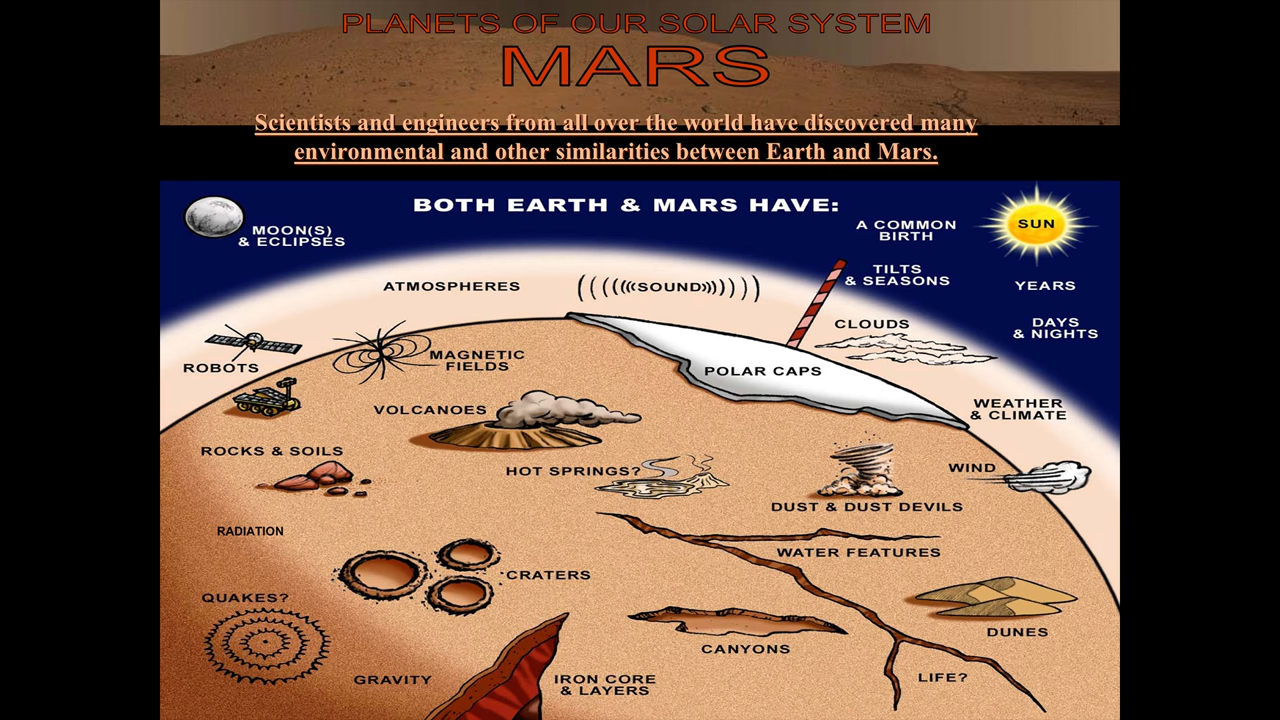 PLANETS OF OUR SOLAR SYSTEM
MARS
Scientists and engineers from all over the world have discovered many
environmental and other similarities between Earth and Mars.
BOTH EARTH & MARS HAVE:
MOON(S)
& ECLIPSES
A COMMON
BIRTH
SUN
ATMOSPHERES
(((((SOUND)))))
TILTS
& SEASONS
YEARS
CLOUDS
DAYS
& NIGHTS
ROBOTS
MAGNETIC
FIELDS
POLAR CAPS
VOLCANOES
WEATHER
& CLIMATE
ROCKS & SOILS
HOT SPRINGS?
WIND
DUST & DUST DEVILS
RADIATION
WATER FEATURES
CRATERS
QUAKES?
DUNES
CANYONS
GRAVITY
IRON CORE
& LAYERS
LIFE?